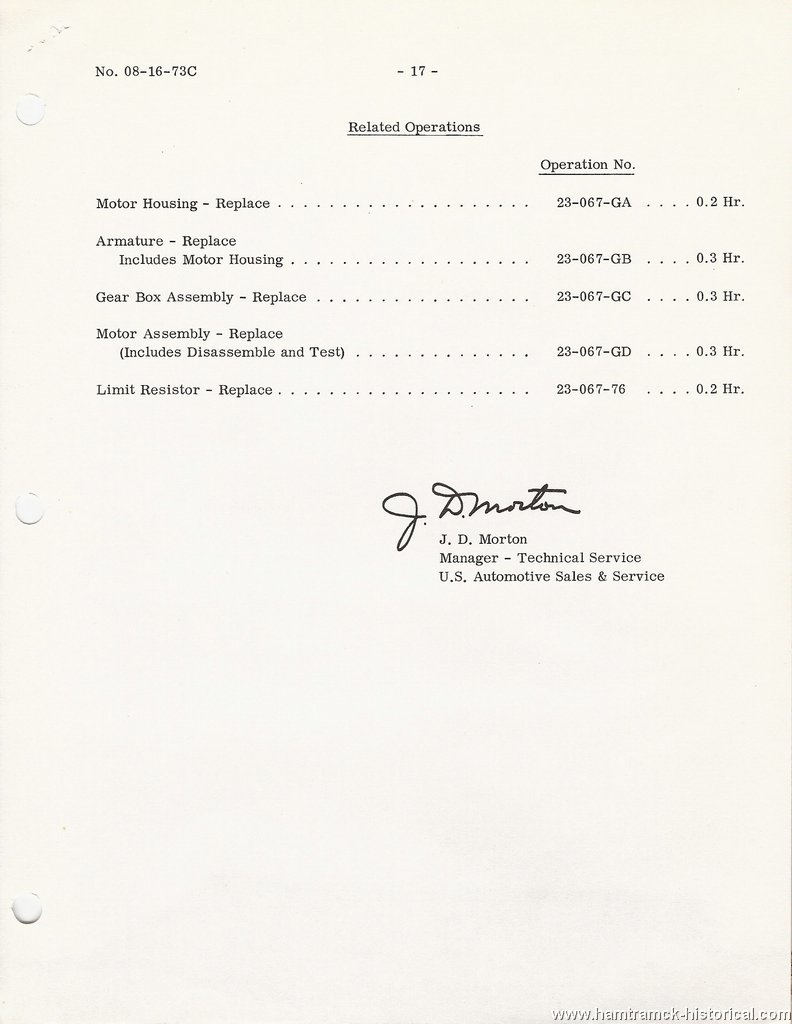 No. 08-16-73C - 17 -
Related Operations
Operation No.
Motor Housing - Replace . . . . . . . . . . . . . . . . . . . . 23-067-GA . . . . 0.2 Hr.
Armature - Replace
Includes Motor Housing . . . . . . . . . . . . . . . . . . . 23-067-GB . . . . 0.3 Hr.
Gear Box Assembly - Replace . . . . . . . . . . . . . . . . . 23-067-GC . . . . 0.3 Hr.
Motor Assembly - Replace
(Includes Disassemble and Test) . . . . . . . . . . . . . . 23-067-GD . . . . 0.3 Hr.
Limit Resistor - Replace . . . . . . . . . . . . . . . . . . . . 23-067-76 . . . . 0.2 Hr.
J. D. Morton
J. D. Morton
Manager - Technical Service
U.S. Automotive Sales & Service
www.hamtramck-historical.com